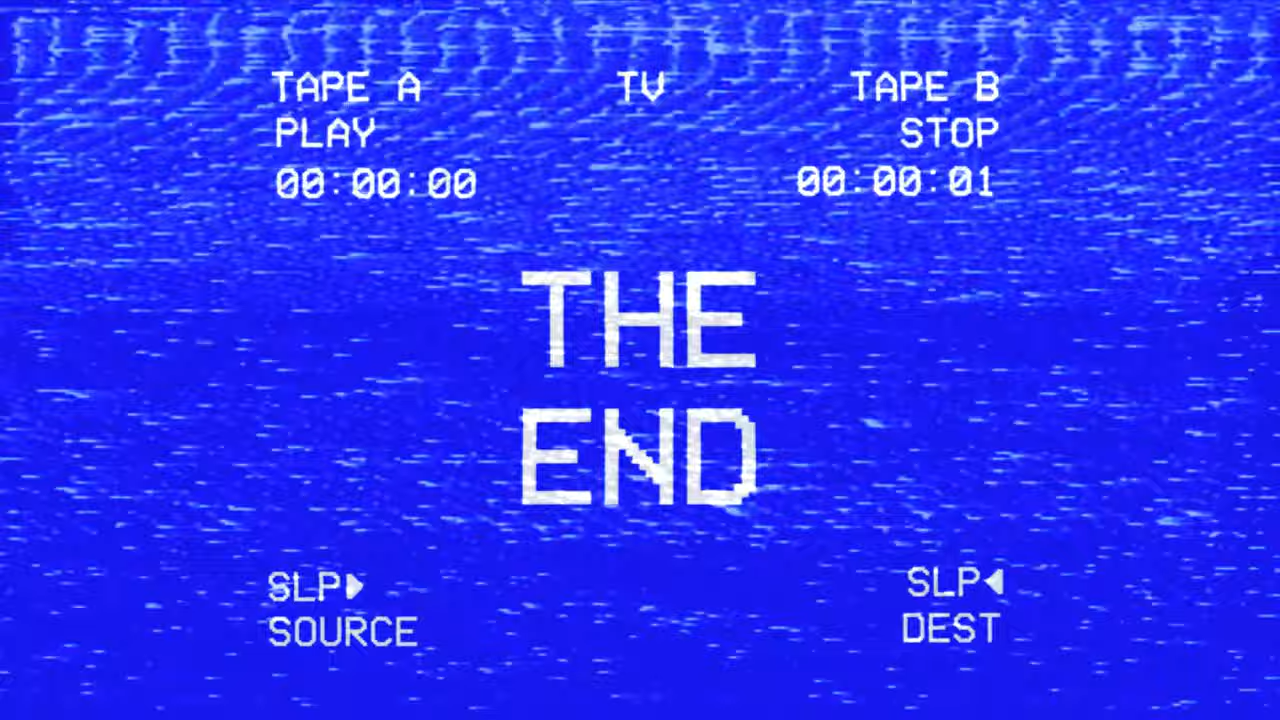 TAPE A TV TAPE B
PLAY STOP
00:00:00 00:00:01
THE
END
SLP▶ SLP◀
SOURCE DEST